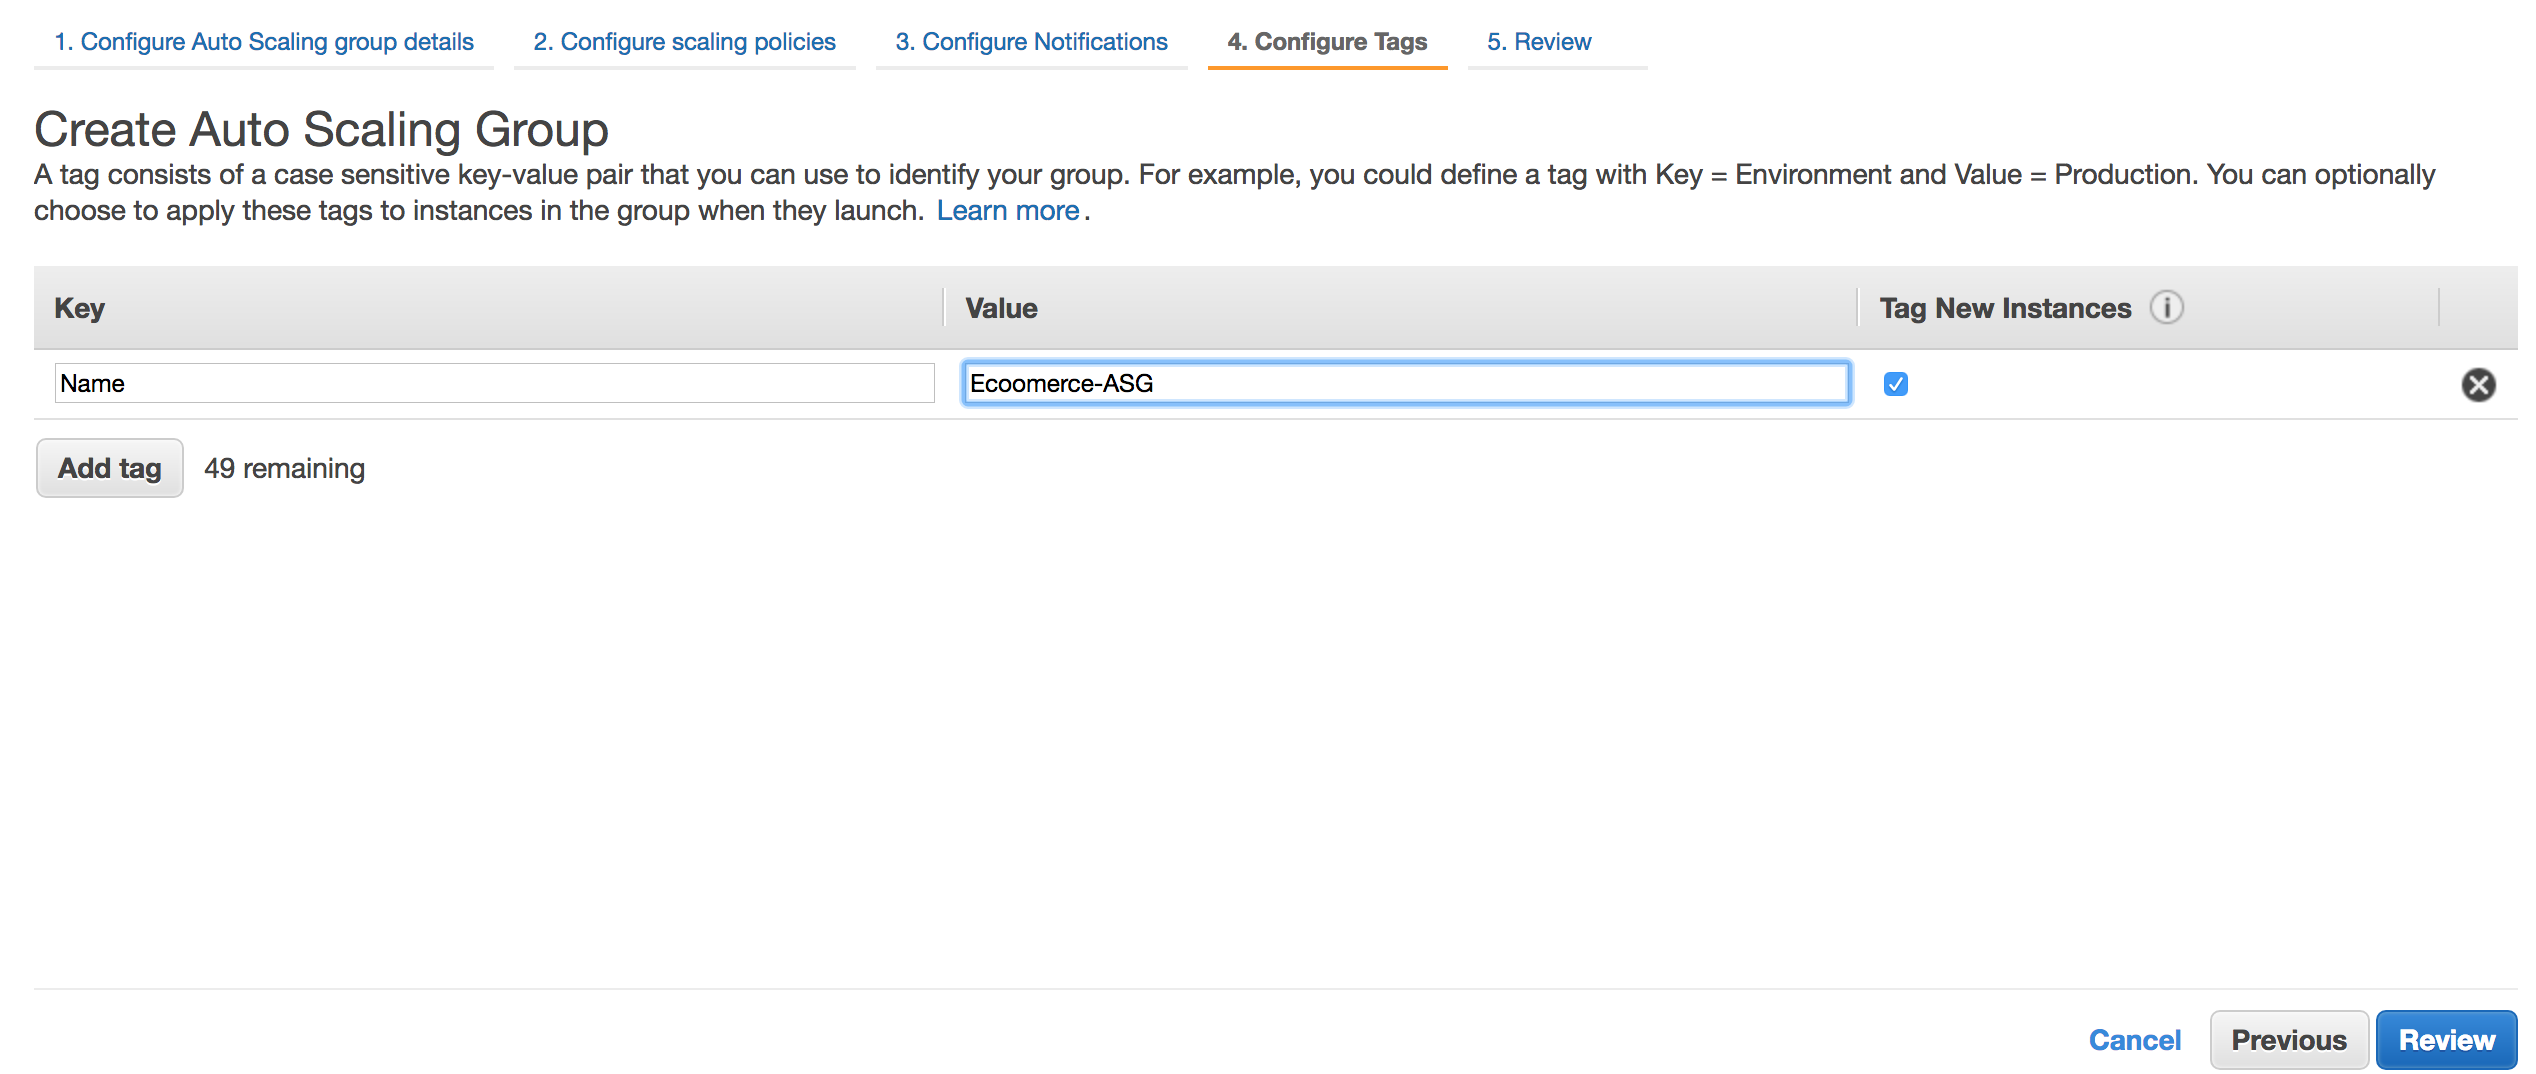 1. Configure Auto Scaling group details 2. Configure scaling policies 3. Configure Notifications 4. Configure Tags 5. Review
Create Auto Scaling Group
A tag consists of a case sensitive key-value pair that you can use to identify your group. For example, you could define a tag with Key = Environment and Value = Production. You can optionally
choose to apply these tags to instances in the group when they launch. Learn more.
Key Value Tag New Instances i
Name Ecoomerce-ASG
Add tag 49 remaining
Cancel Previous Review